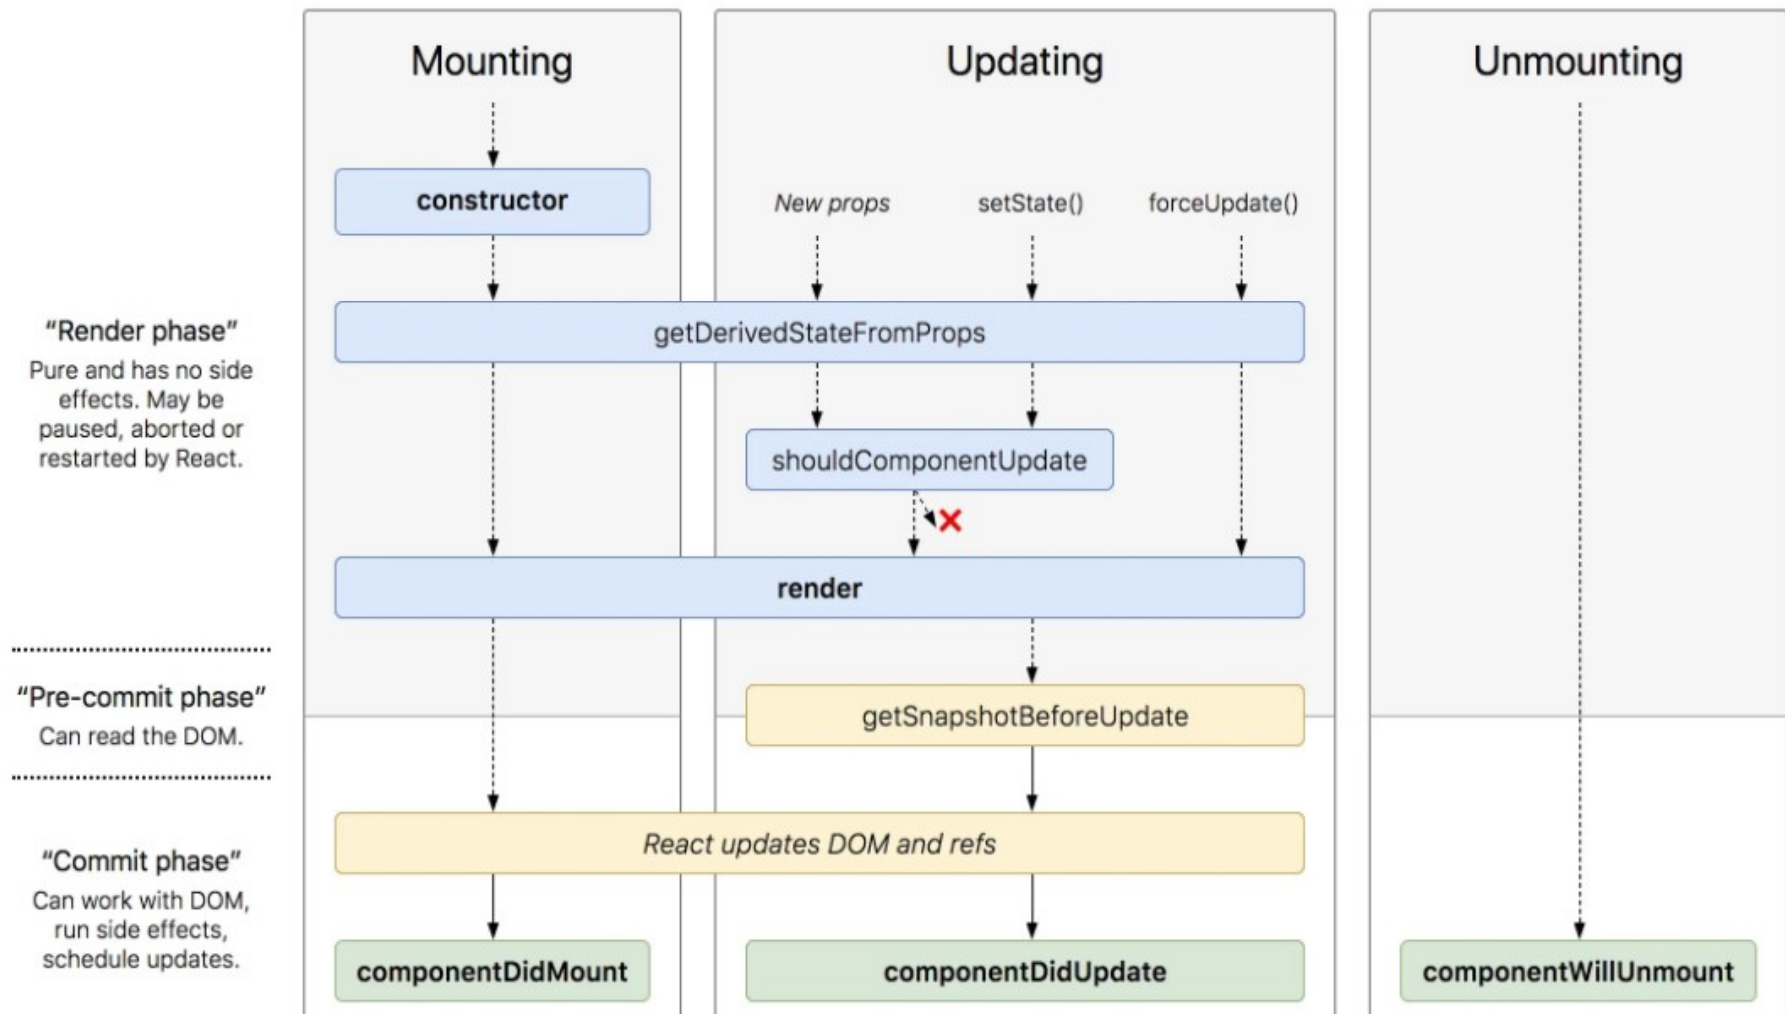 Mounting
Updating
Unmounting
constructor
New props
setState()
forceUpdate()
“Render phase”
Pure and has no side
effects. May be
paused, aborted or
restarted by React.
getDerivedStateFromProps
shouldComponentUpdate
render
“Pre-commit phase”
Can read the DOM.
getSnapshotBeforeUpdate
“Commit phase”
Can work with DOM,
run side effects,
schedule updates.
React updates DOM and refs
componentDidMount
componentDidUpdate
componentWillUnmount